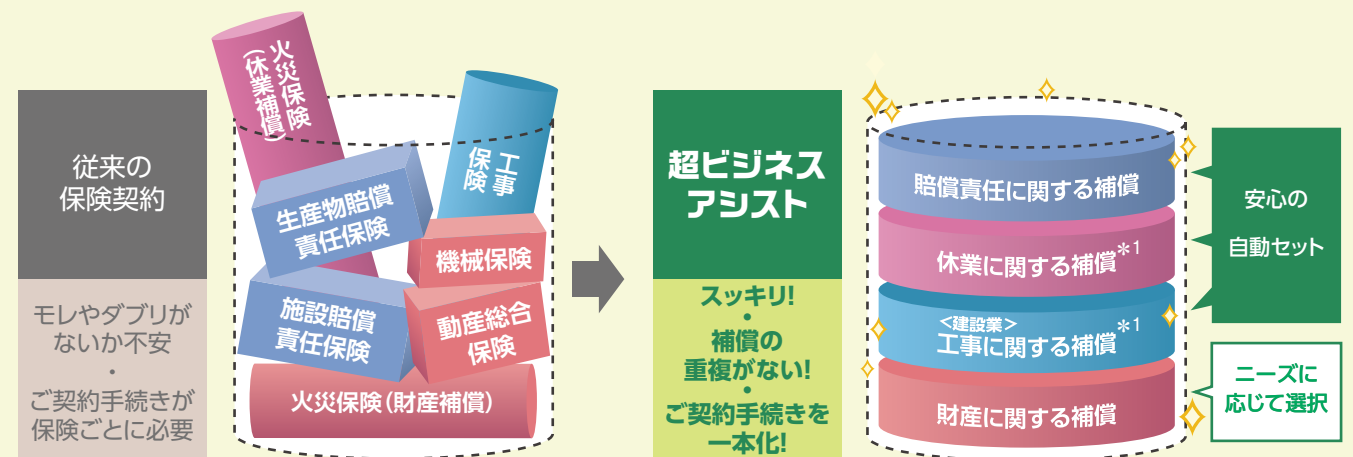 従来の
保険契約
モレやダブりが
ないか不安
・
ご契約手続きが
保険ごとに必要
火災保険
(休業補償)
工事
保険
生産物賠償
責任保険
機械保険
施設賠償
責任保険
動産総合
保険
火災保険(財産補償)
超ビジネス
アシスト
スッキリ!
・
補償の
重複がない!
・
ご契約手続きを
一本化!
賠償責任に関する補償
休業に関する補償*1
<建設業>
工事に関する補償*1
財産に関する補償
安心の
自動セット
ニーズに
応じて選択